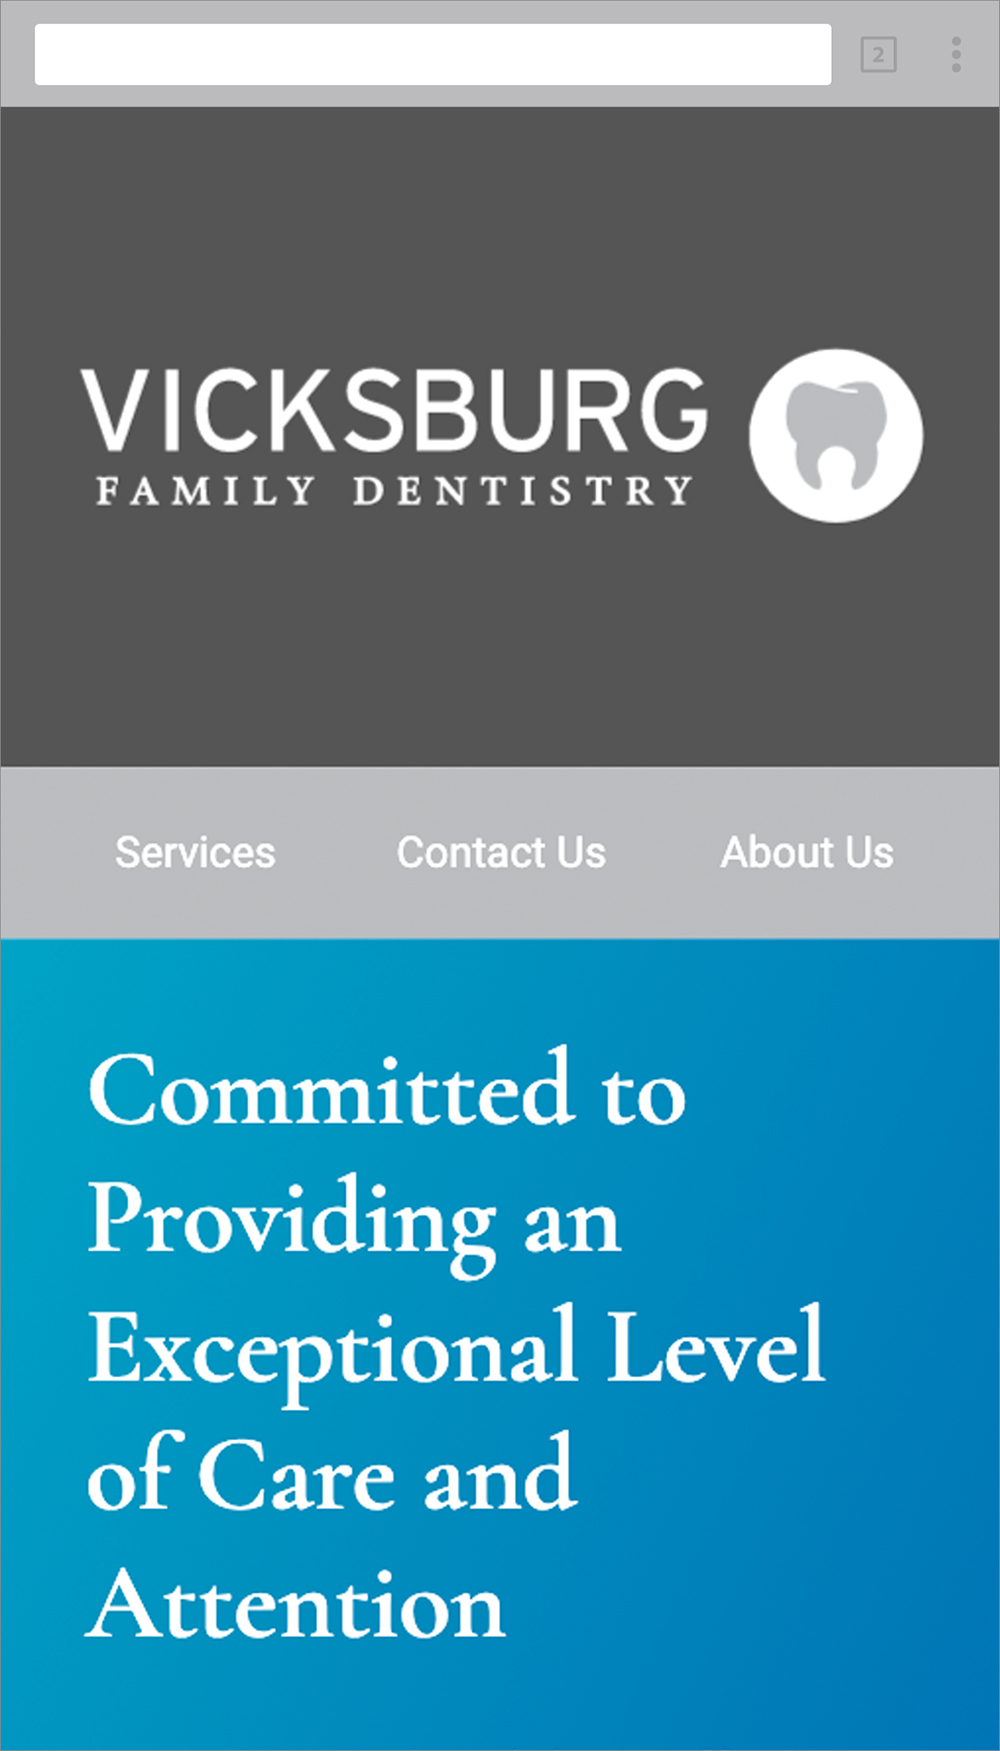 2
VICKSBURG
FAMILY DENTISTRY
Services Contact Us About Us
Committed to
Providing an
Exceptional Level
of Care and
Attention